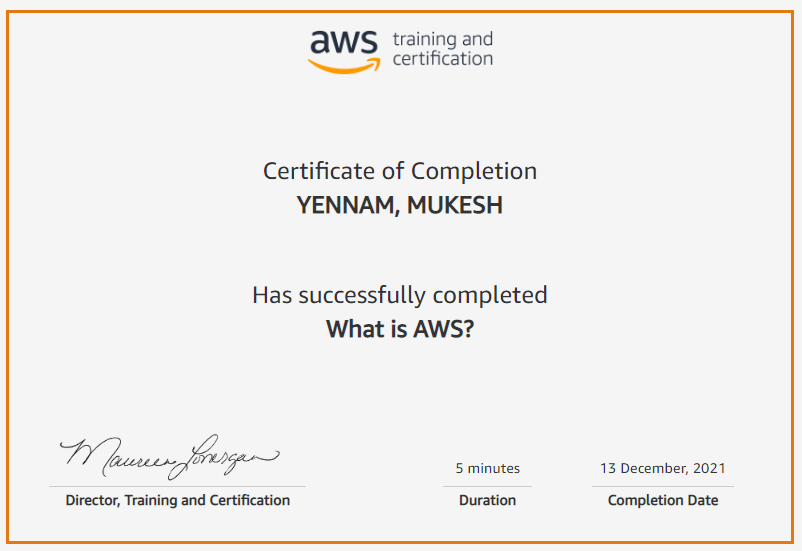 aws training and
certification
Certificate of Completion
YENNAM, MUKESH
Has successfully completed
What is AWS?
Maureen Lonergan
Director, Training and Certification
5 minutes
Duration
13 December, 2021
Completion Date